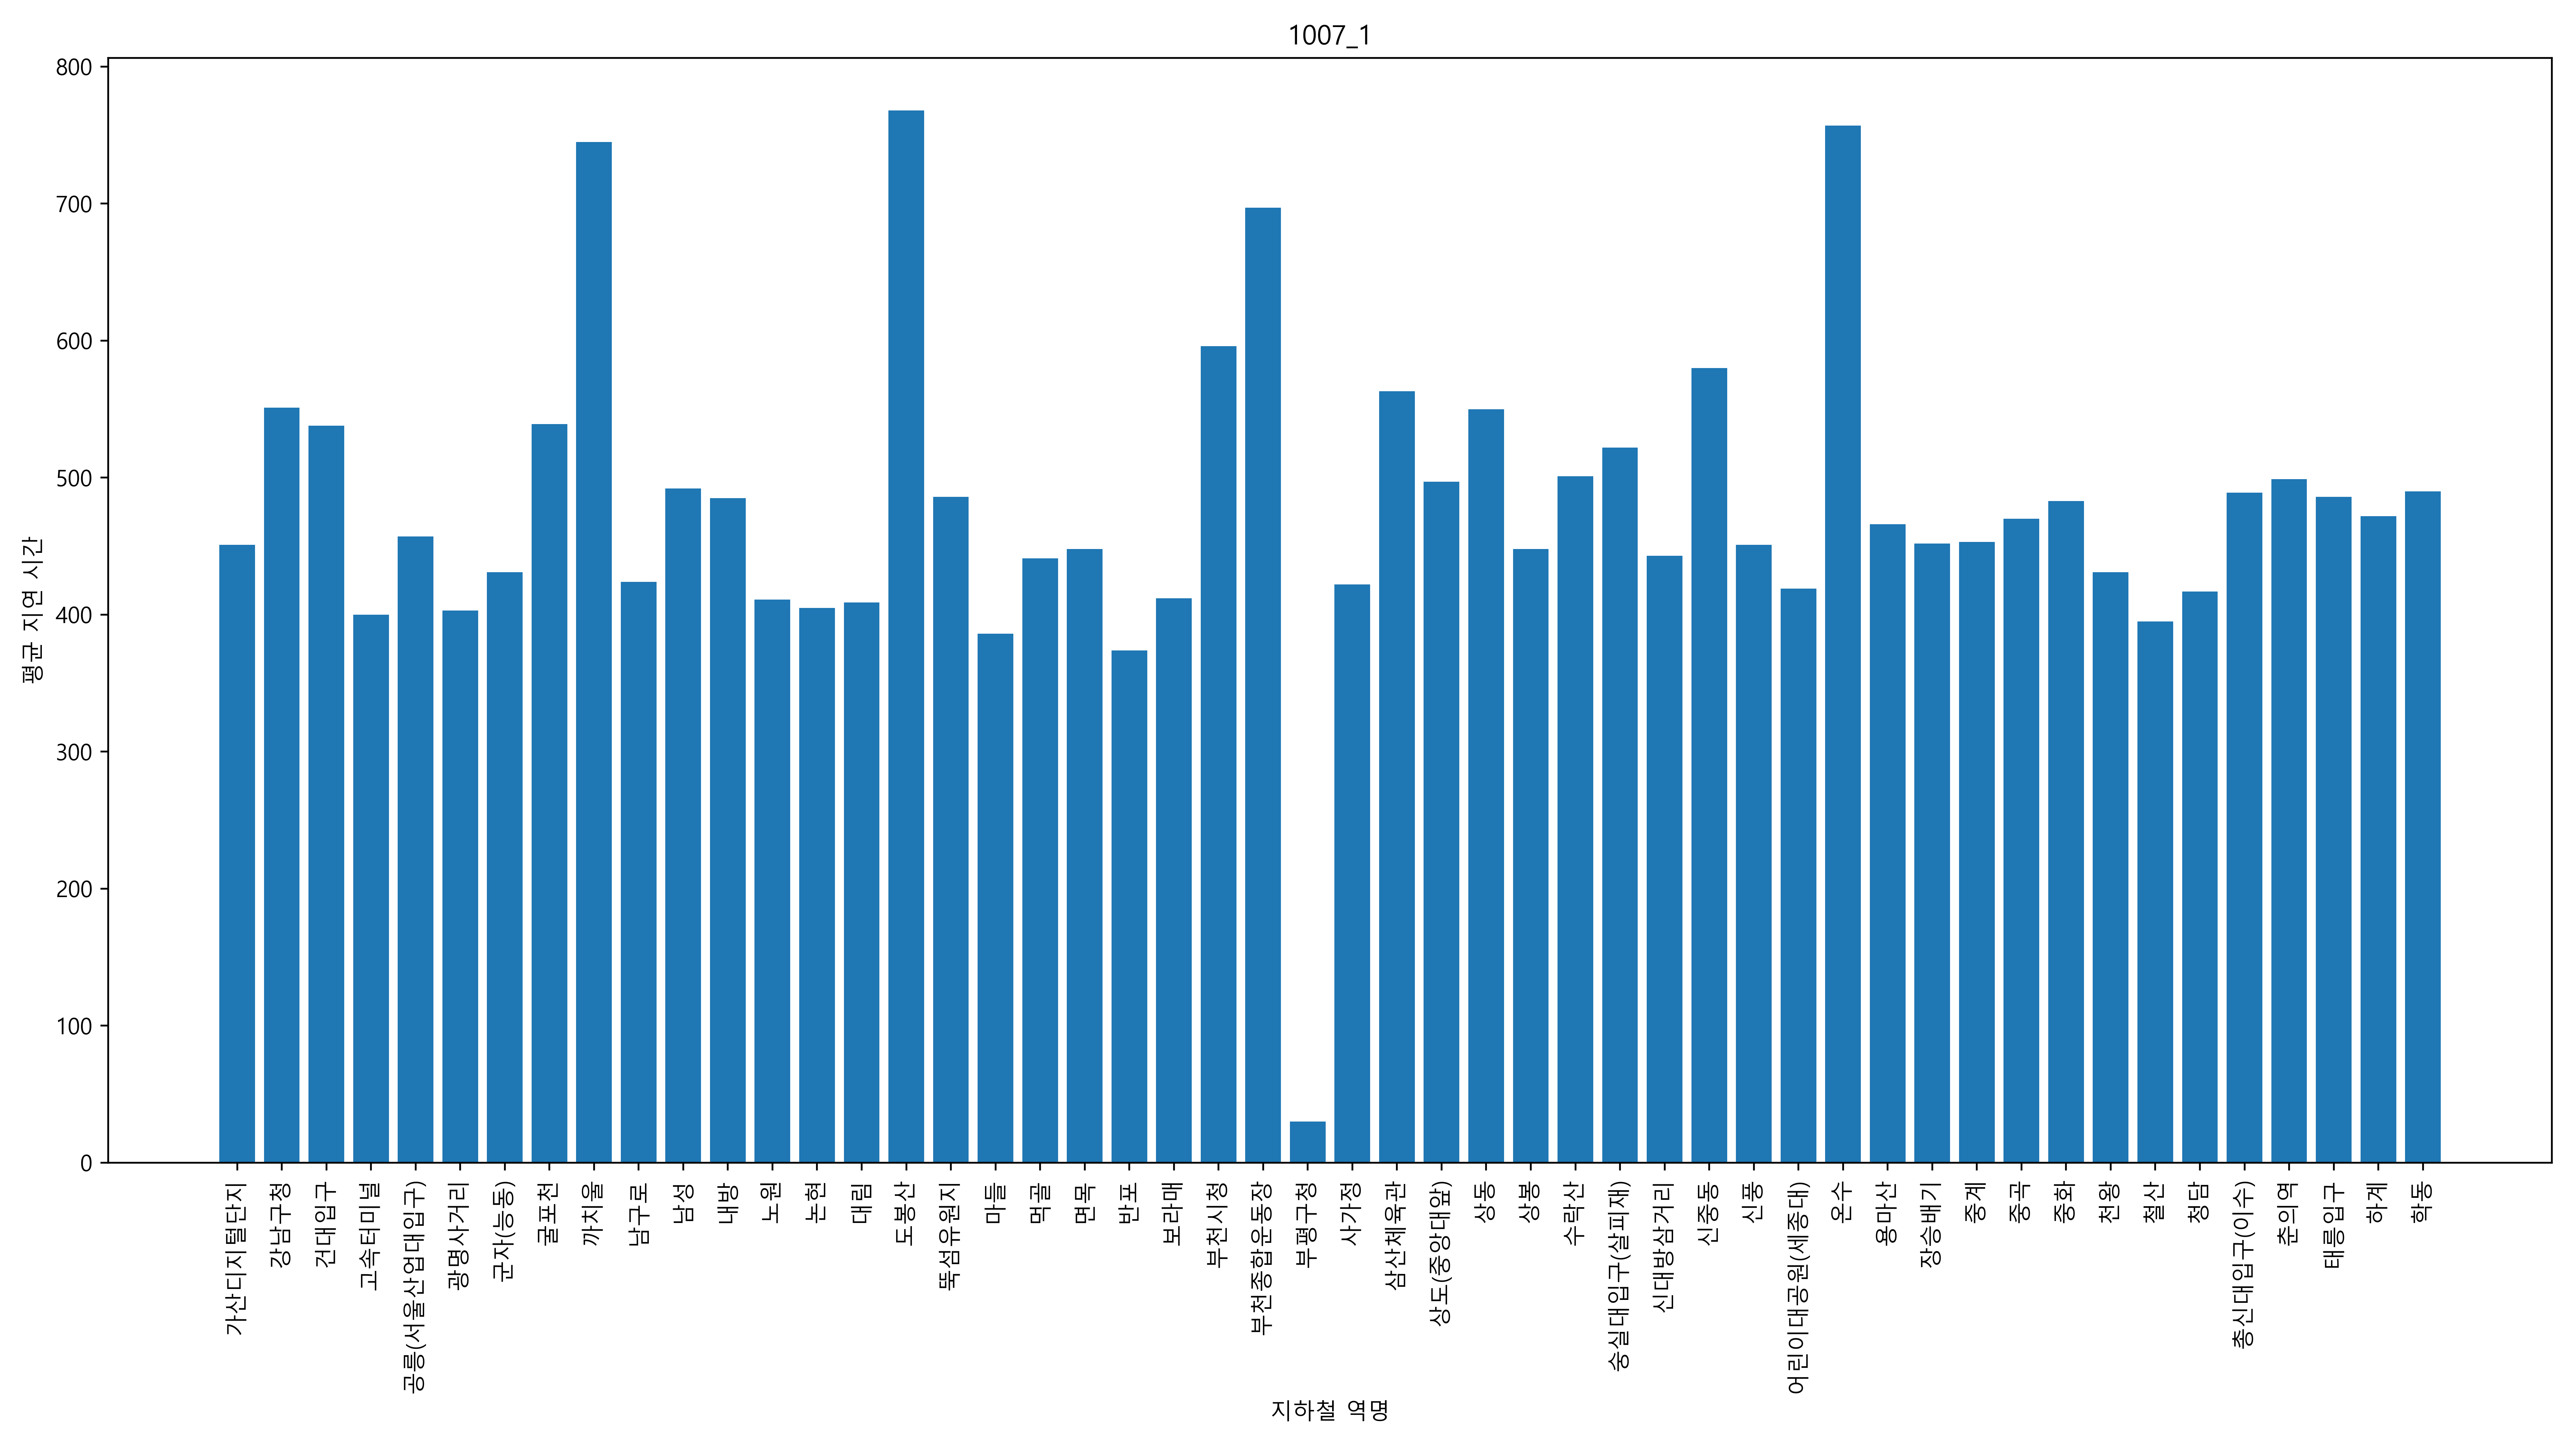 1007_1
평균 지연 시간
800
700
600
500
400
300
200
100
0
가산디지털단지
강남구청
건대입구
고속터미널
공릉(서울산업대입구)
광명사거리
군자(능동)
굴포천
까치울
남구로
남성
내방
노원
논현
대림
도봉산
뚝섬유원지
마들
먹골
면목
반포
보라매
부천시청
부천종합운동장
부평구청
사가정
삼산체육관
상도(중앙대앞)
상동
상봉
수락산
숭실대입구(살피재)
신대방삼거리
신중동
신풍
어린이대공원(세종대)
온수
용마산
장승배기
중계
중곡
중화
천왕
철산
청담
총신대입구(이수)
춘의역
태릉입구
하계
학동
지하철 역명